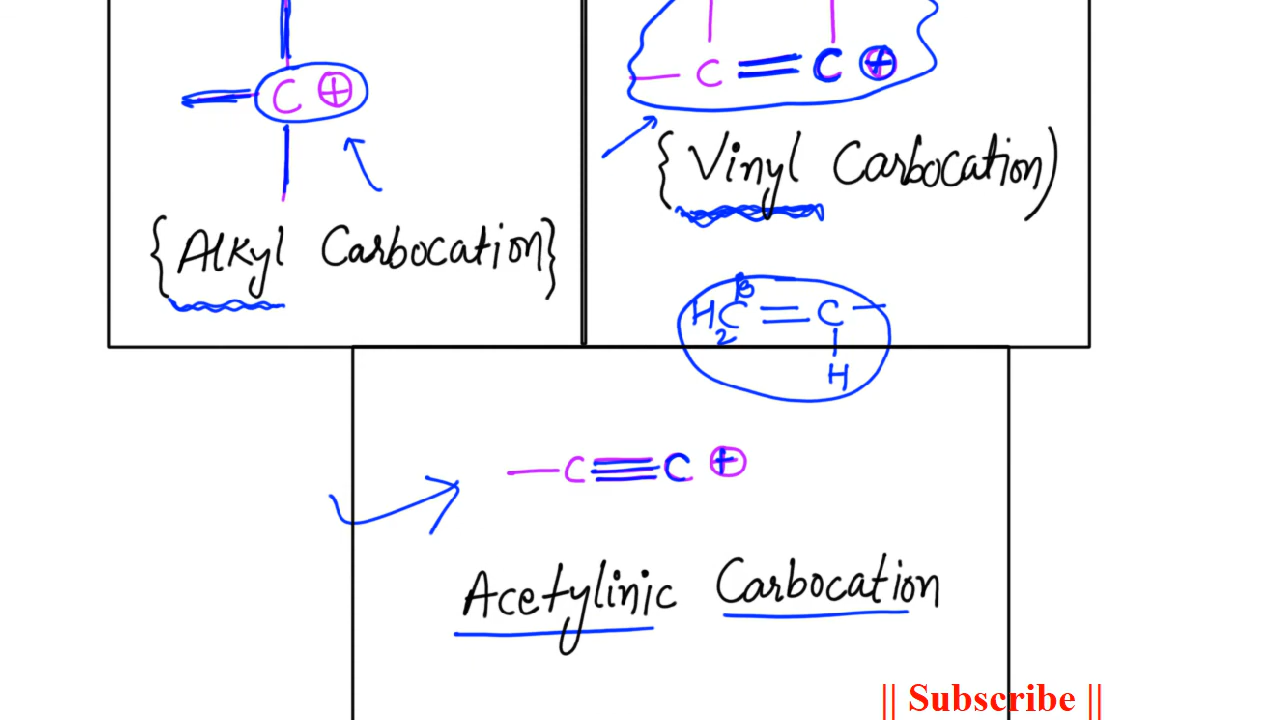 C ⊕
{Alkyl Carbocation}
C = C ⊕
{Vinyl Carbocation)
β
H₂C = C –
H
– C ≡ C ⊕
Acetylinic Carbocation
|| Subscribe ||